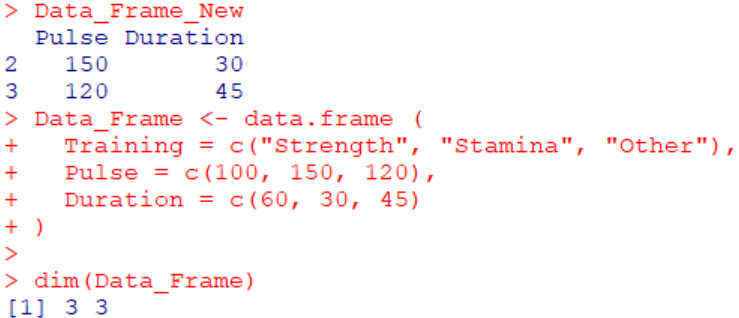 > Data_Frame_New
  Pulse Duration
2   150       30
3   120       45
> Data_Frame <- data.frame (
+   Training = c("Strength", "Stamina", "Other"),
+   Pulse = c(100, 150, 120),
+   Duration = c(60, 30, 45)
+ )
>
> dim(Data_Frame)
[1] 3 3